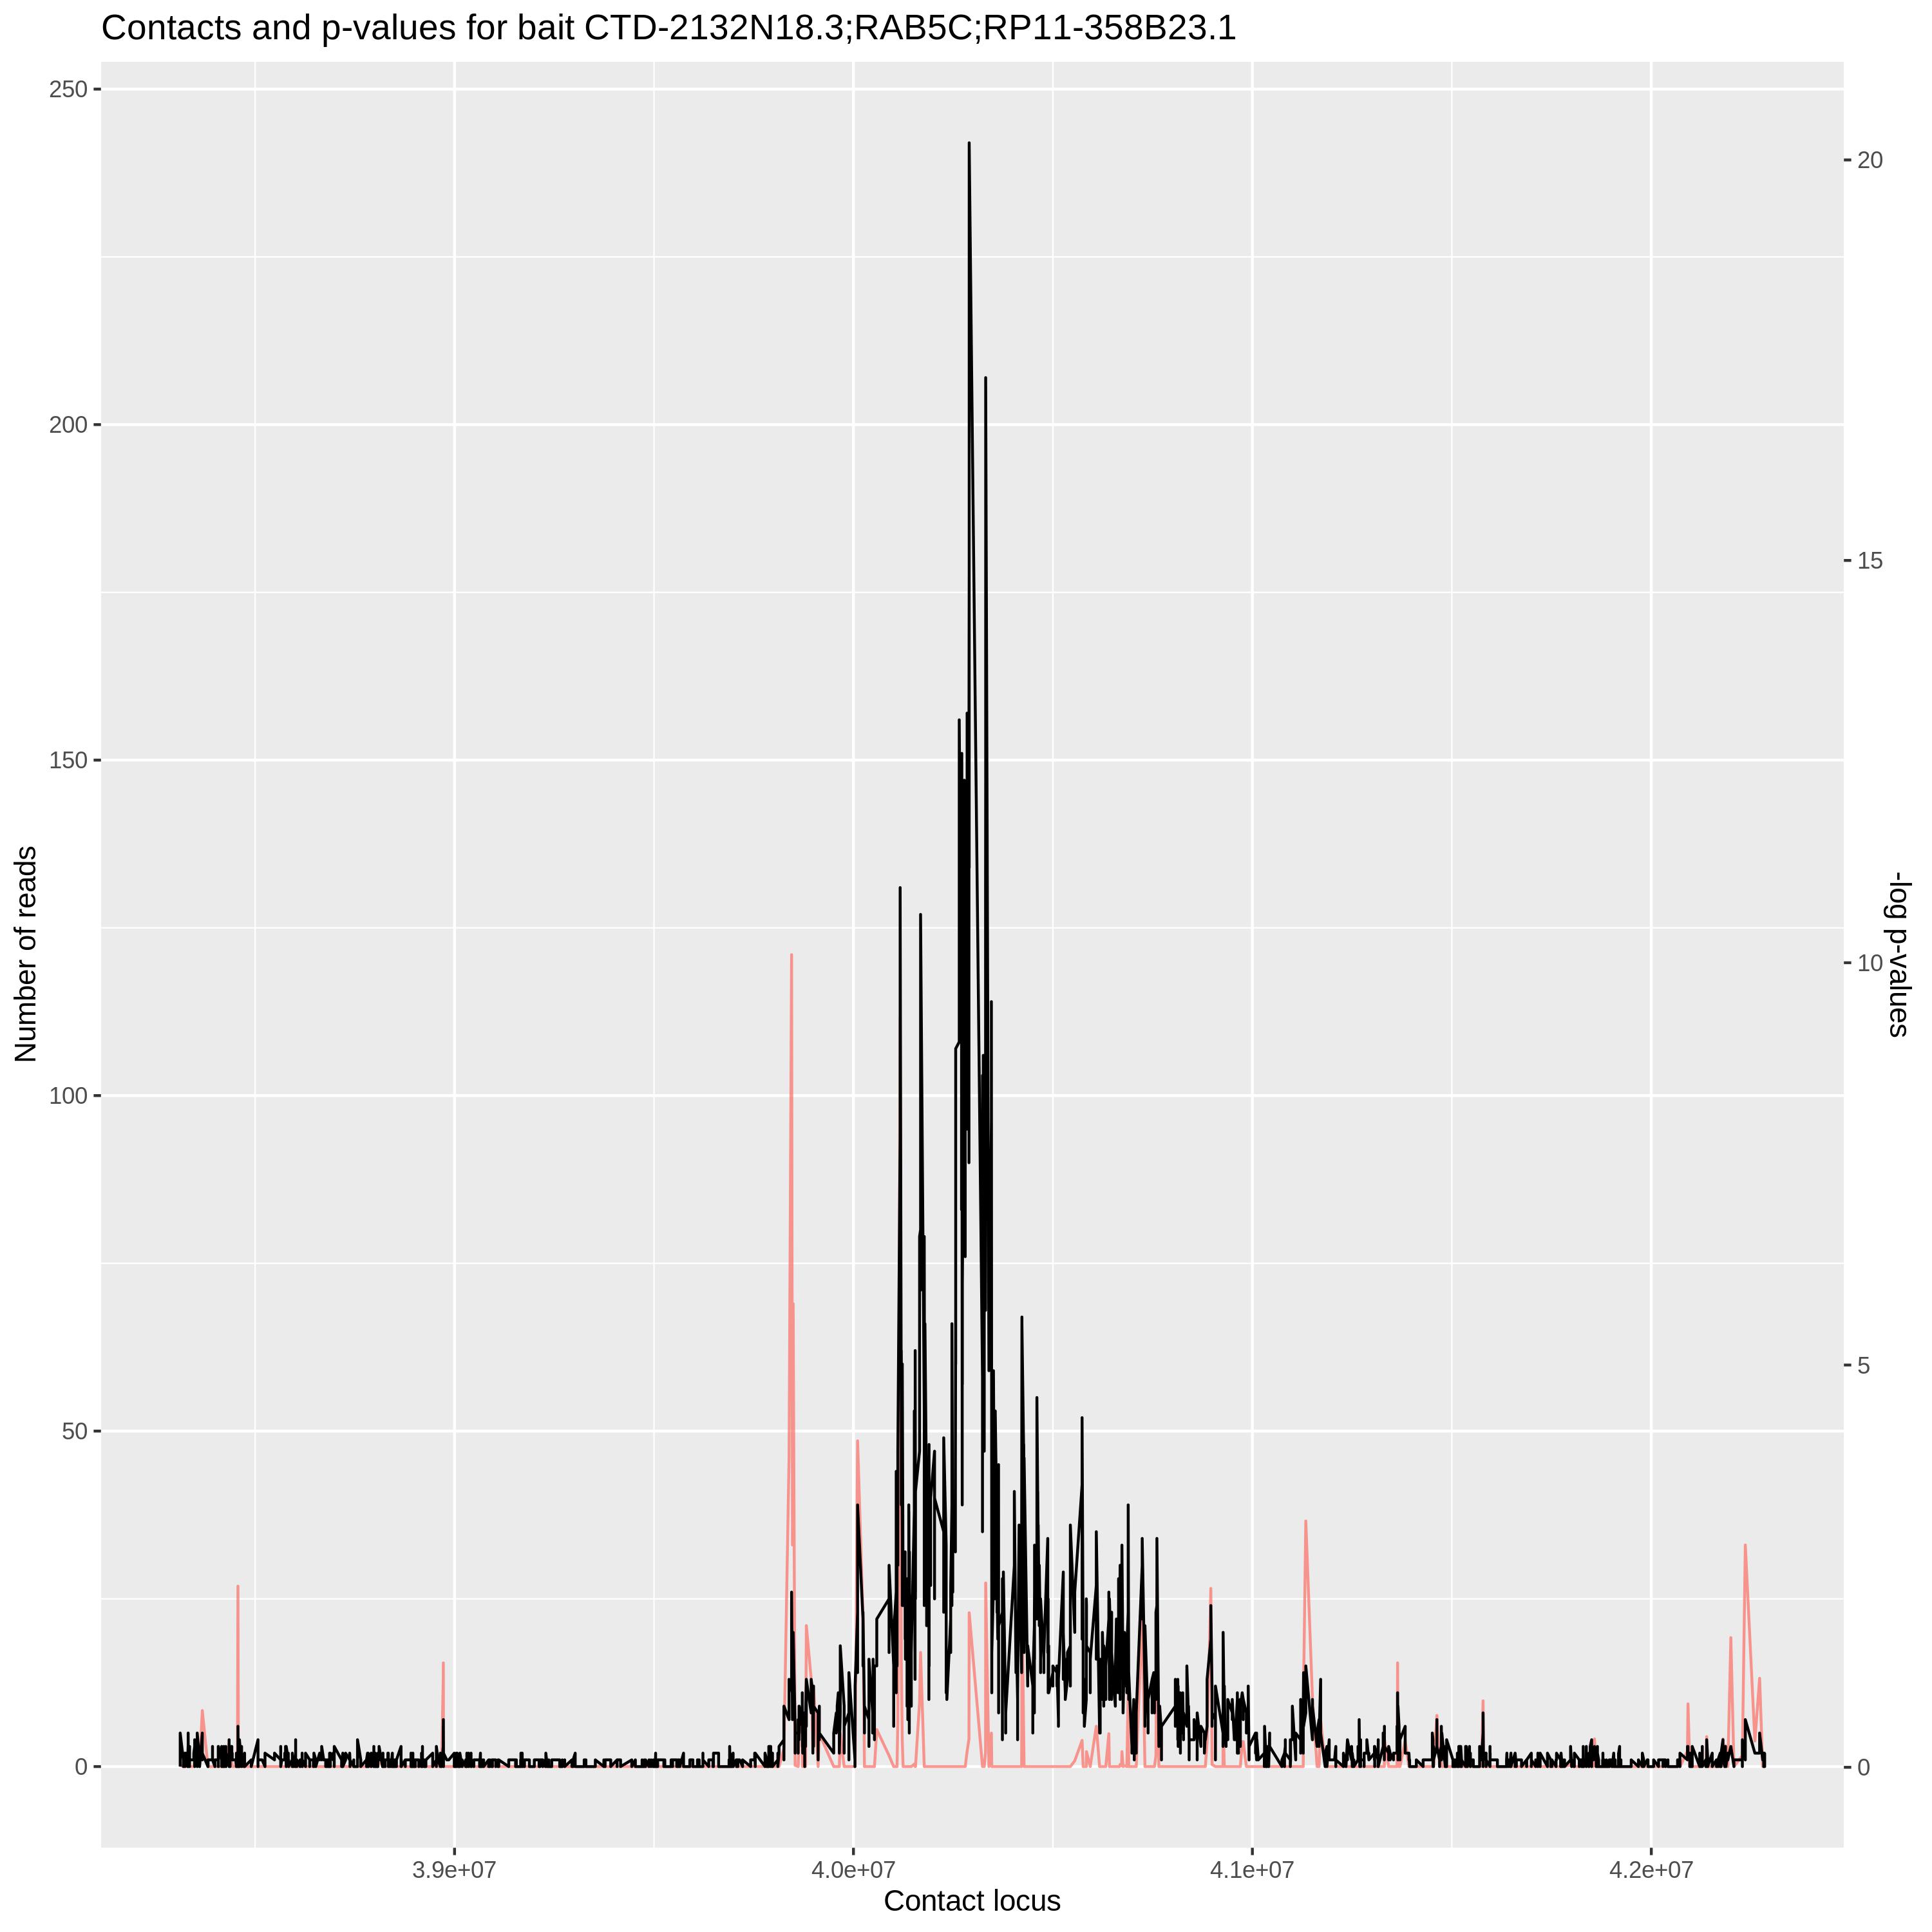 Contacts and p-values for bait CTD-2132N18.3;RAB5C;RP11-358B23.1
250
200
150
100
50
0
Number of reads
20
15
10
5
0
-log p-values
3.9e+07
4.0e+07
4.1e+07
4.2e+07
Contact locus